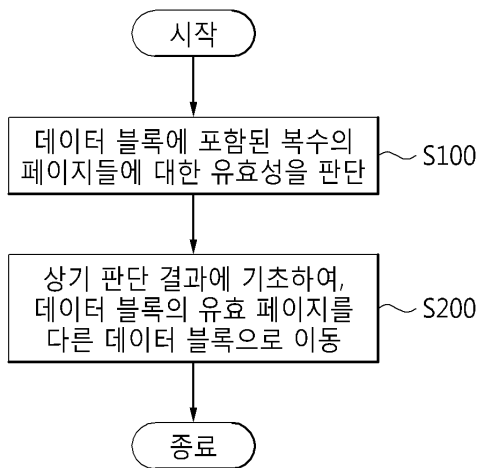 시작
데이터 블록에 포함된 복수의
페이지들에 대한 유효성을 판단
S100
상기 판단 결과에 기초하여,
데이터 블록의 유효 페이지를
다른 데이터 블록으로 이동
S200
종료